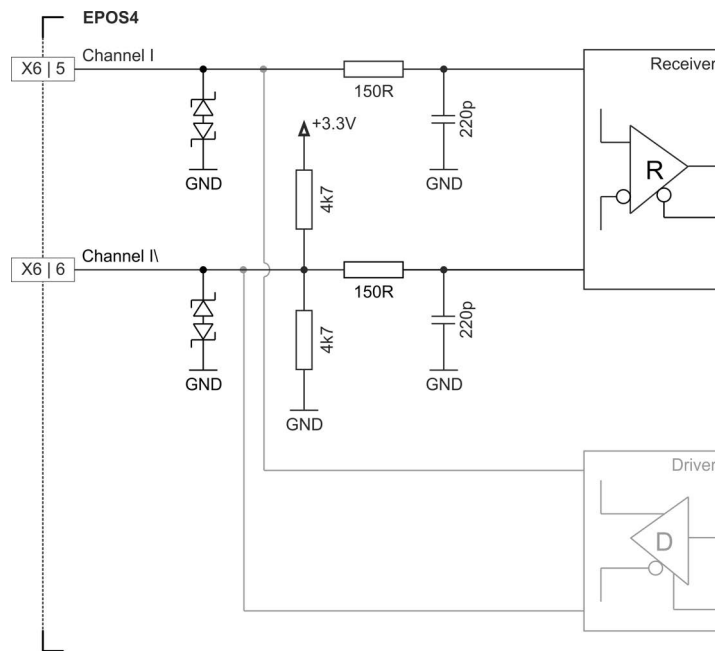 EPOS4
X6 | 5
Channel I
Receiver
150R
220p
+3.3V
GND
4k7
GND
R
X6 | 6
Channel I\
150R
220p
4k7
GND
GND
GND
Driver
D